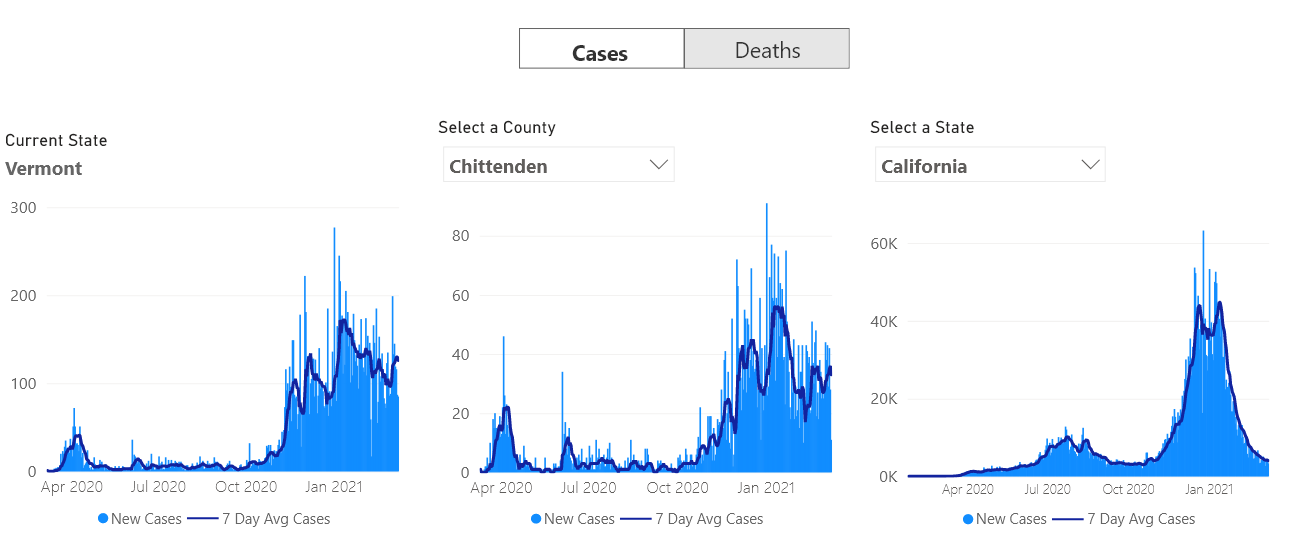 Cases
Deaths
Current State
Vermont
300
200
100
0
Apr 2020 Jul 2020 Oct 2020 Jan 2021
New Cases 7 Day Avg Cases
Select a County
Chittenden
80
60
40
20
0
Apr 2020 Jul 2020 Oct 2020 Jan 2021
New Cases 7 Day Avg Cases
Select a State
California
60K
40K
20K
0K
Apr 2020 Jul 2020 Oct 2020 Jan 2021
New Cases 7 Day Avg Cases